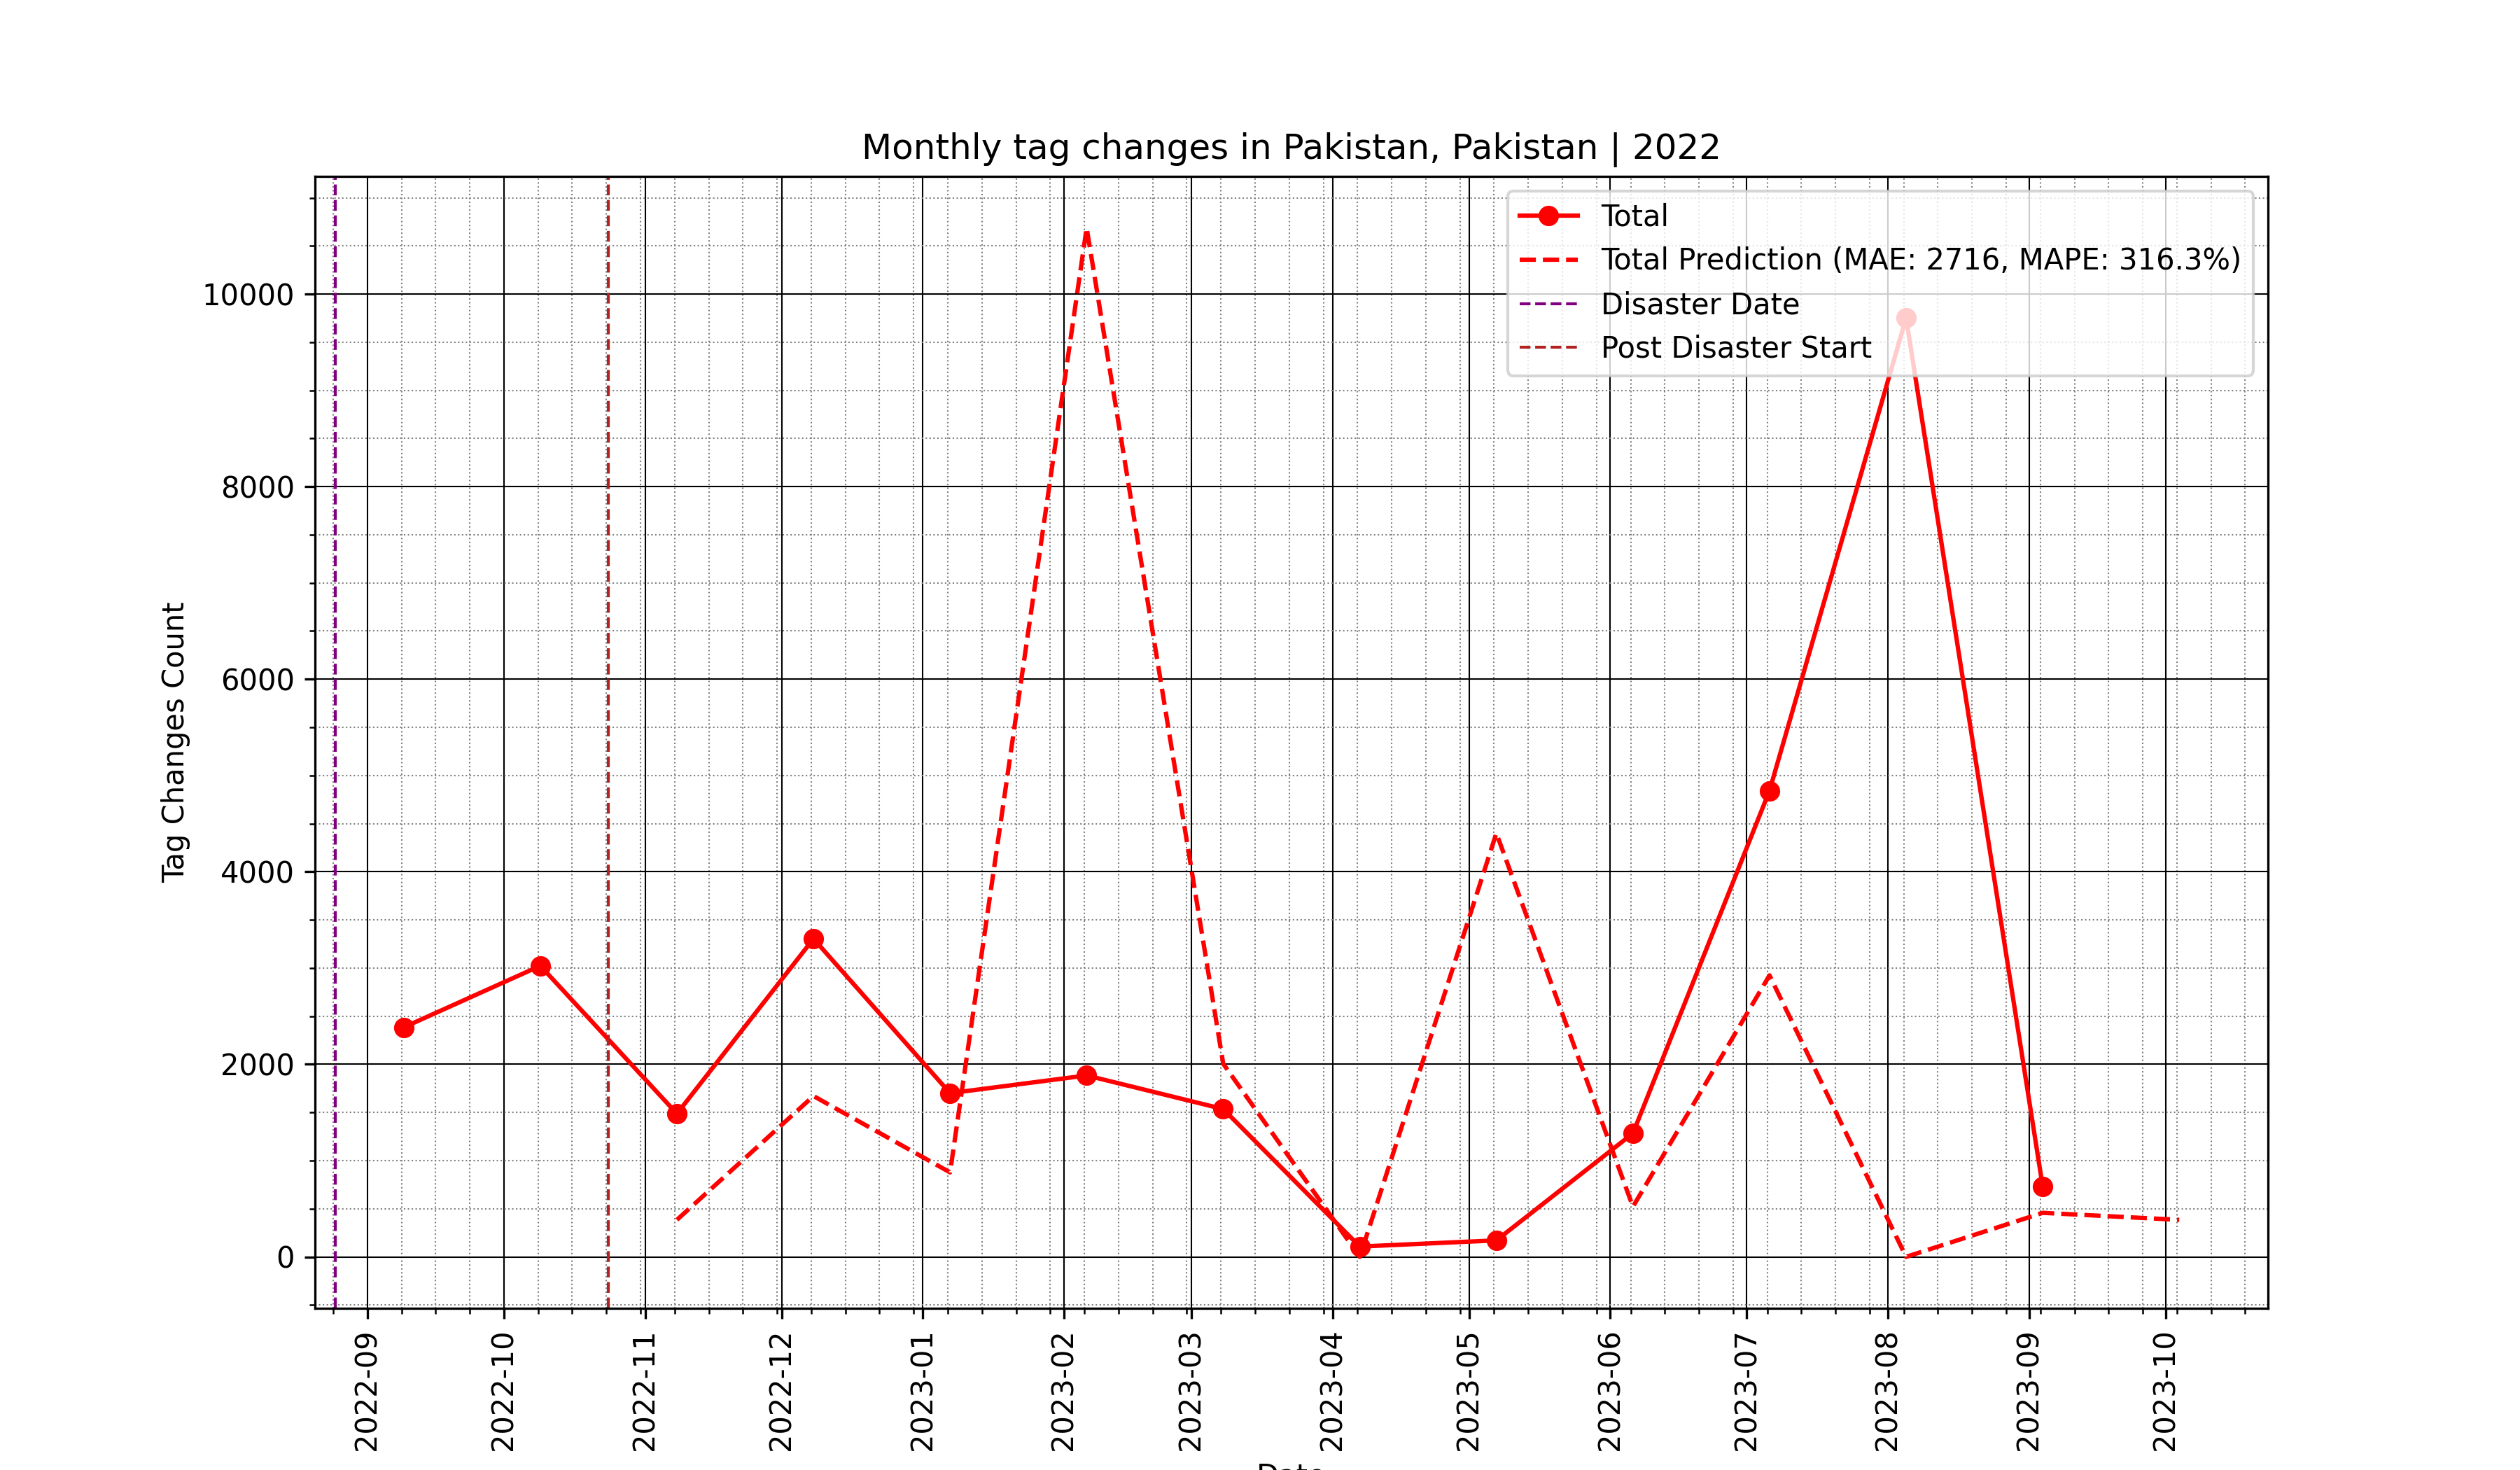 Monthly tag changes in Pakistan, Pakistan | 2022
Total
Total Prediction (MAE: 2716, MAPE: 316.3%)
Disaster Date
Post Disaster Start
Tag Changes Count
10000
8000
6000
4000
2000
0
2022-09
2022-10
2022-11
2022-12
2023-01
2023-02
2023-03
2023-04
2023-05
2023-06
2023-07
2023-08
2023-09
2023-10
Date